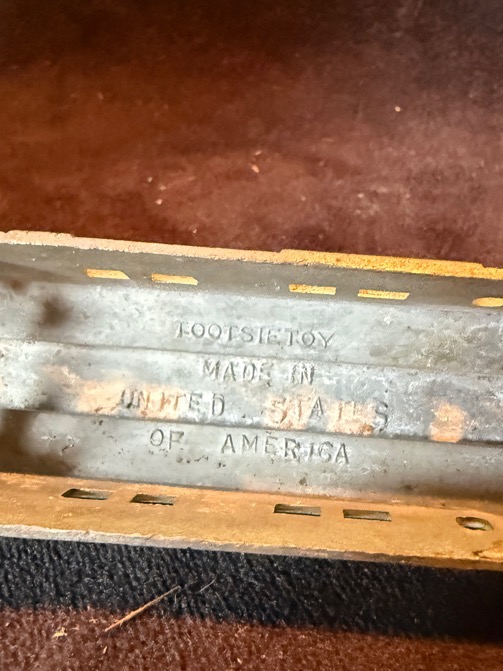 TOOTSIETOY
MADE IN
UNITED STATES
OF AMERICA